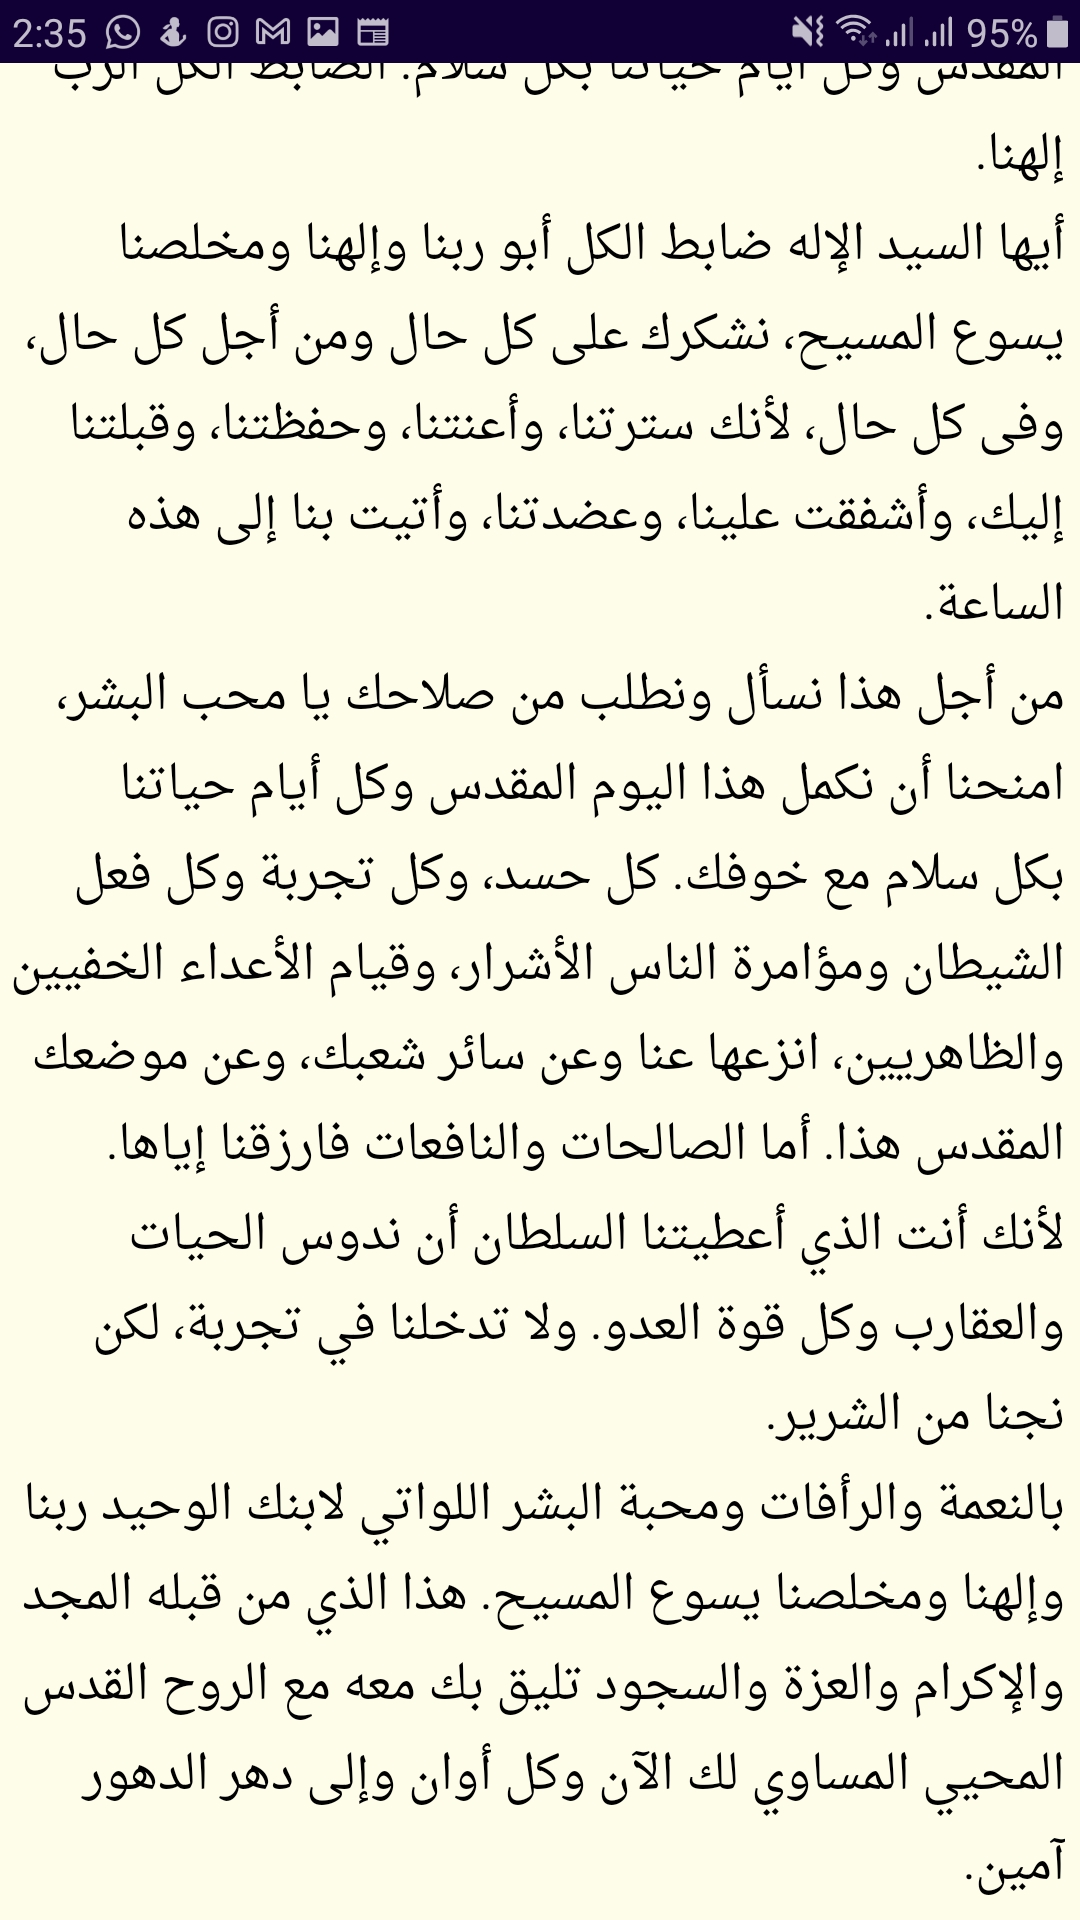 2:35 95%
المقدس وكل أيام حياتنا بكل سلام. الضابط الكل الرب
إلهنا.
أيها السيد الإله ضابط الكل أبو ربنا وإلهنا ومخلصنا
يسوع المسيح، نشكرك على كل حال ومن أجل كل حال،
وفى كل حال، لأنك سترتنا، وأعنتنا، وحفظتنا، وقبلتنا
إليك، وأشفقت علينا، وعضدتنا، وأتيت بنا إلى هذه
الساعة.
من أجل هذا نسأل ونطلب من صلاحك يا محب البشر،
امنحنا أن نكمل هذا اليوم المقدس وكل أيام حياتنا
بكل سلام مع خوفك. كل حسد، وكل تجربة وكل فعل
الشيطان ومؤامرة الناس الأشرار، وقيام الأعداء الخفيين
والظاهريين، انزعها عنا وعن سائر شعبك، وعن موضعك
المقدس هذا. أما الصالحات والنافعات فارزقنا إياها.
لأنك أنت الذي أعطيتنا السلطان أن ندوس الحيات
والعقارب وكل قوة العدو. ولا تدخلنا في تجربة، لكن
نجنا من الشرير.
بالنعمة والرأفات ومحبة البشر اللواتي لابنك الوحيد ربنا
وإلهنا ومخلصنا يسوع المسيح. هذا الذي من قبله المجد
والإكرام والعزة والسجود تليق بك معه مع الروح القدس
المحيي المساوي لك الآن وكل أوان وإلى دهر الدهور
آمين.